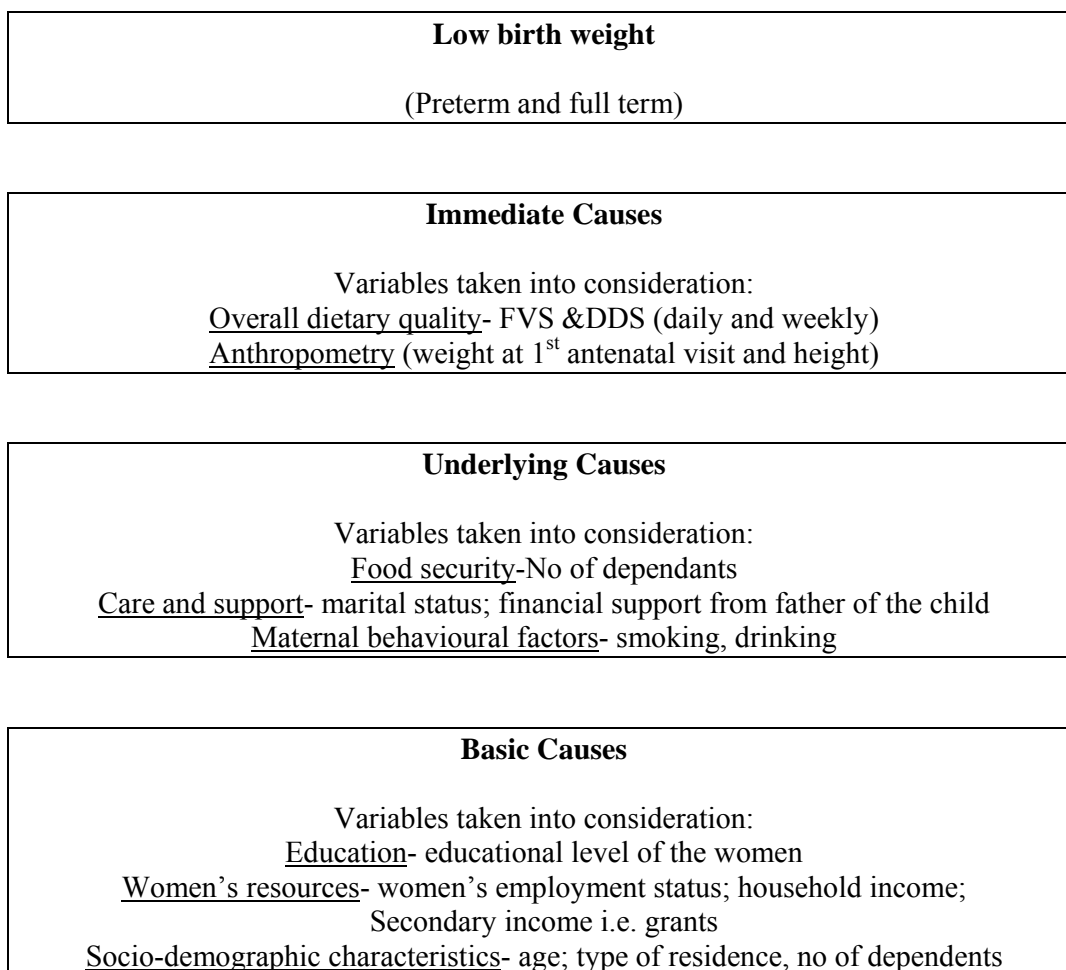 Low birth weight
(Preterm and full term)
Immediate Causes
Variables taken into consideration:
Overall dietary quality- FVS &DDS (daily and weekly)
Anthropometry (weight at 1st antenatal visit and height)
Underlying Causes
Variables taken into consideration:
Food security-No of dependants
Care and support- marital status; financial support from father of the child
Maternal behavioural factors- smoking, drinking
Basic Causes
Variables taken into consideration:
Education- educational level of the women
Women’s resources- women’s employment status; household income;
Secondary income i.e. grants
Socio-demographic characteristics- age; type of residence, no of dependents